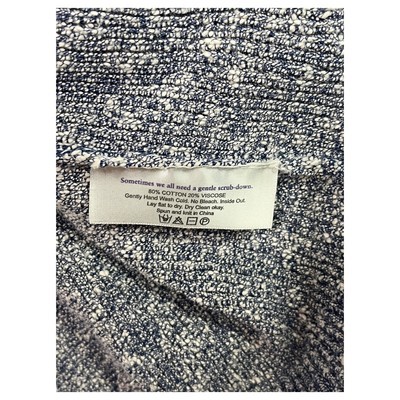 Sometimes we all need a gentle scrub-down.
80% COTTON 20% VISCOSE
Gently Hand Wash Cold. No Bleach. Inside Out.
Lay flat to dry. Dry Clean okay.
Spun and knit in China